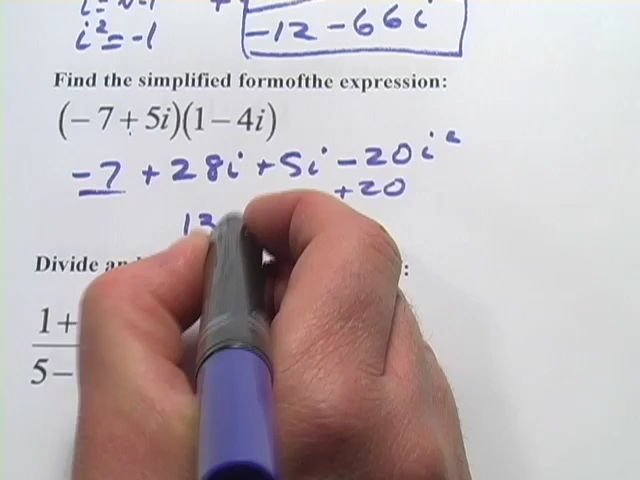 i² = -1
-12 - 66i
Find the simplified formofthe expression:
(- 7 + 5i)(1 - 4i)
-7 + 28i + 5i - 20i²
+20
13
Divide
1+
5-